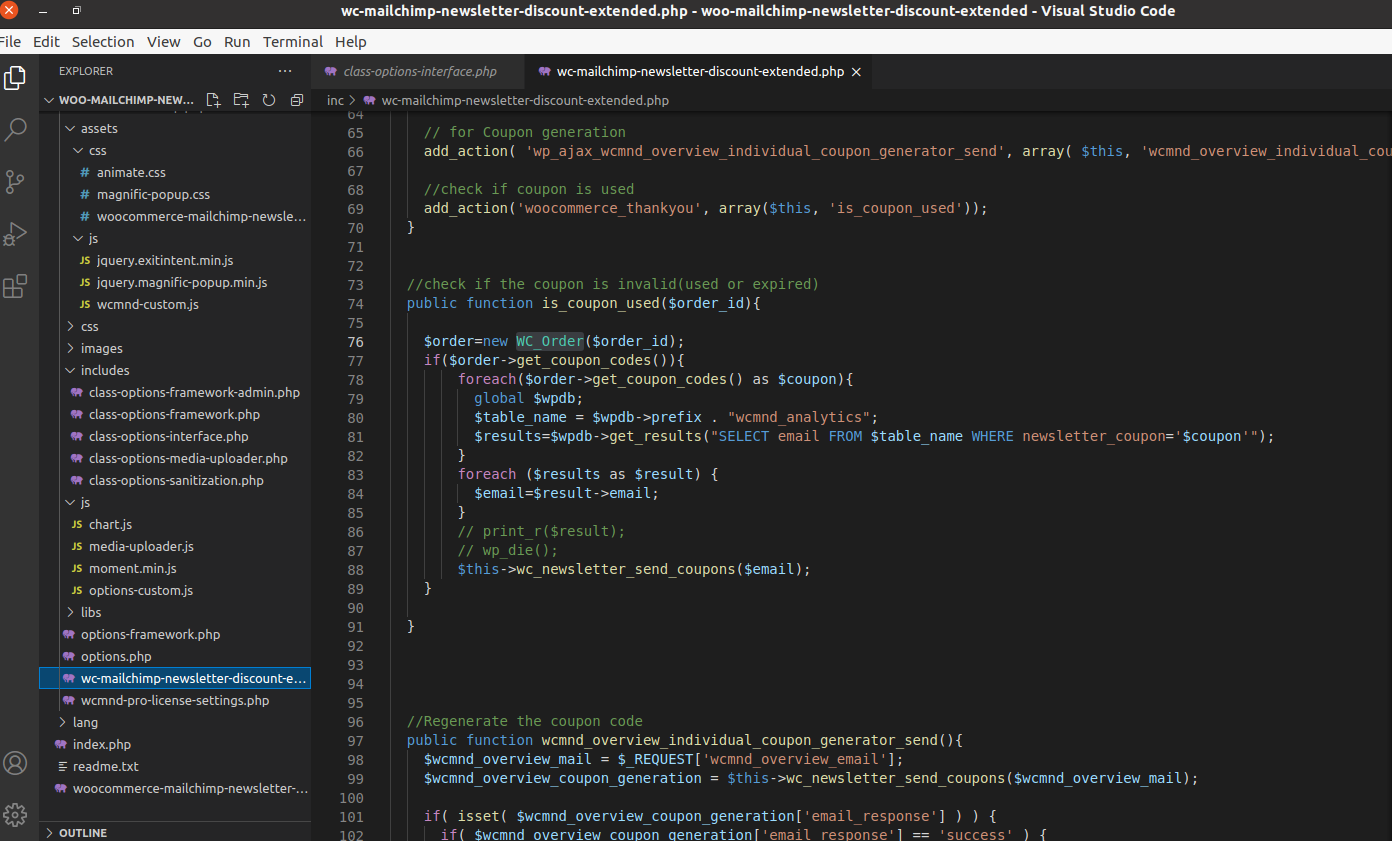 wc-mailchimp-newsletter-discount-extended.php - woo-mailchimp-newsletter-discount-extended - Visual Studio Code
File Edit Selection View Go Run Terminal Help
EXPLORER ...
WOO-MAILCHIMP-NEW...
assets
css
# animate.css
# magnific-popup.css
# woocommerce-mailchimp-newsle...
js
JS jquery.exitintent.min.js
JS jquery.magnific-popup.min.js
JS wcmnd-custom.js
css
images
includes
class-options-framework-admin.php
class-options-framework.php
class-options-interface.php
class-options-media-uploader.php
class-options-sanitization.php
js
JS chart.js
JS media-uploader.js
JS moment.min.js
JS options-custom.js
libs
options-framework.php
options.php
wc-mailchimp-newsletter-discount-e...
wcmnd-pro-license-settings.php
lang
index.php
readme.txt
woocommerce-mailchimp-newsletter-...
OUTLINE
class-options-interface.php wc-mailchimp-newsletter-discount-extended.php
inc > wc-mailchimp-newsletter-discount-extended.php
64
65 // for Coupon generation
66 add_action( 'wp_ajax_wcmnd_overview_individual_coupon_generator_send', array( $this, 'wcmnd_overview_individual_cou
67
68 //check if coupon is used
69 add_action('woocommerce_thankyou', array($this, 'is_coupon_used'));
70 }
71
72
73 //check if the coupon is invalid(used or expired)
74 public function is_coupon_used($order_id){
75
76 $order=new WC_Order($order_id);
77 if($order->get_coupon_codes()){
78 foreach($order->get_coupon_codes() as $coupon){
79 global $wpdb;
80 $table_name = $wpdb->prefix . "wcmnd_analytics";
81 $results=$wpdb->get_results("SELECT email FROM $table_name WHERE newsletter_coupon='$coupon'");
82 }
83 foreach ($results as $result) {
84 $email=$result->email;
85 }
86 // print_r($result);
87 // wp_die();
88 $this->wc_newsletter_send_coupons($email);
89 }
90
91 }
92
93
94
95
96 //Regenerate the coupon code
97 public function wcmnd_overview_individual_coupon_generator_send(){
98 $wcmnd_overview_mail = $_REQUEST['wcmnd_overview_email'];
99 $wcmnd_overview_coupon_generation = $this->wc_newsletter_send_coupons($wcmnd_overview_mail);
100
101 if( isset( $wcmnd_overview_coupon_generation['email_response'] ) ) {
102 if( $wcmnd_overview_coupon_generation['email_response'] == 'success' ) {